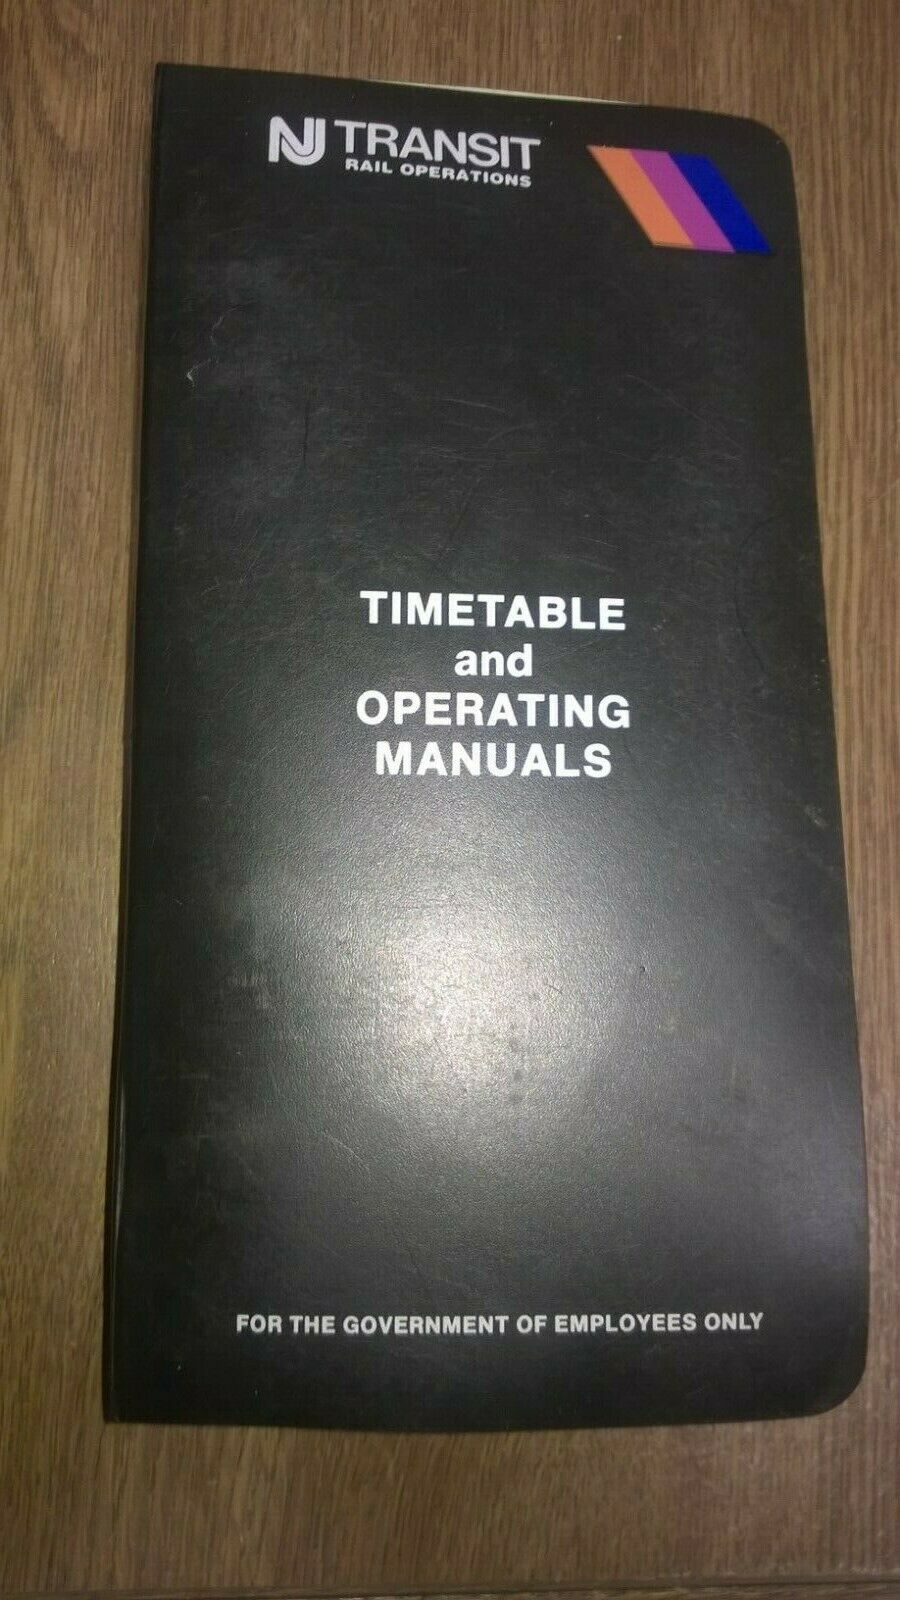 NJ TRANSIT
RAIL OPERATIONS
TIMETABLE
and
OPERATING
MANUALS
FOR THE GOVERNMENT OF EMPLOYEES ONLY